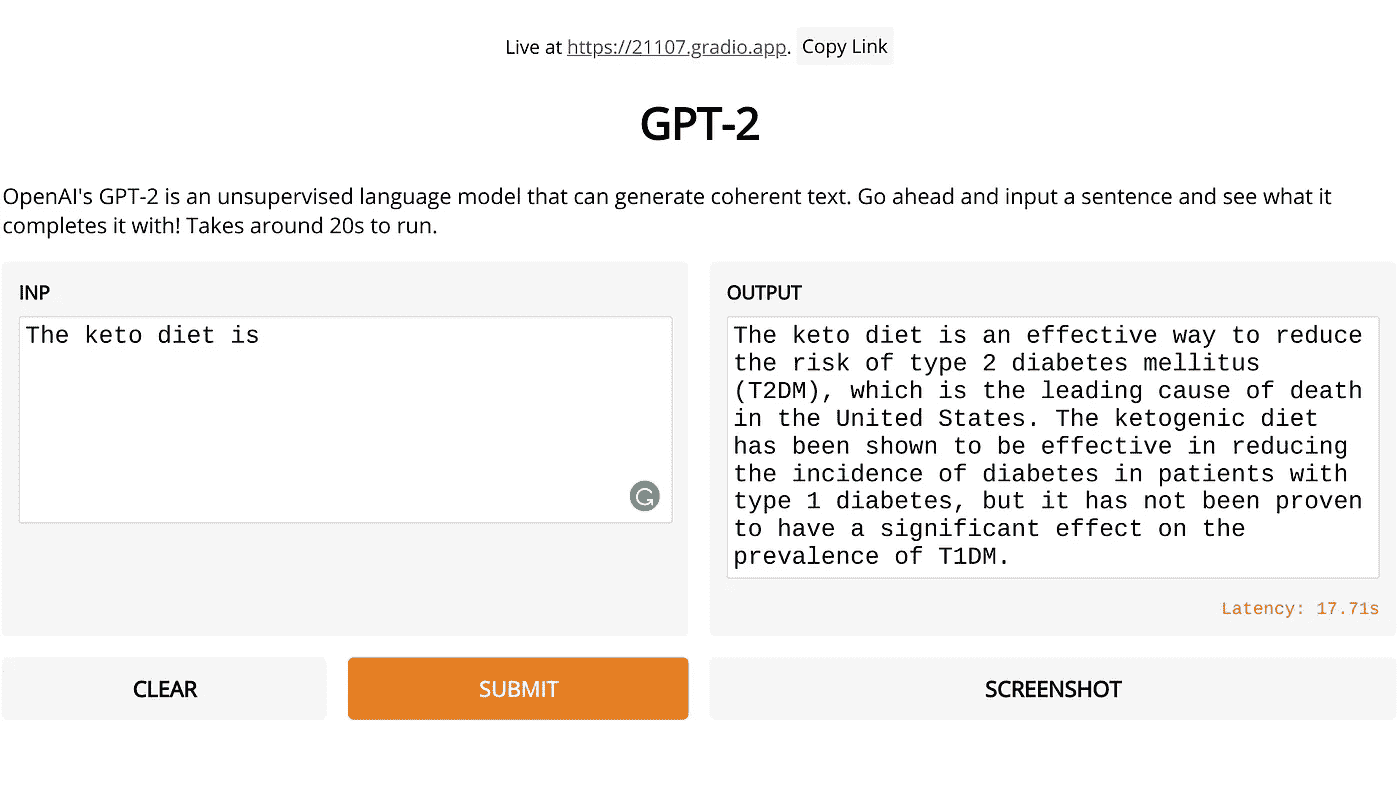 Live at https://21107.gradio.app. Copy Link
GPT-2
OpenAI's GPT-2 is an unsupervised language model that can generate coherent text. Go ahead and input a sentence and see what it
completes it with! Takes around 20s to run.
INP
The keto diet is
G
OUTPUT
The keto diet is an effective way to reduce
the risk of type 2 diabetes mellitus
(T2DM), which is the leading cause of death
in the United States. The ketogenic diet
has been shown to be effective in reducing
the incidence of diabetes in patients with
type 1 diabetes, but it has not been proven
to have a significant effect on the
prevalence of T1DM.
Latency: 17.71s
CLEAR
SUBMIT
SCREENSHOT